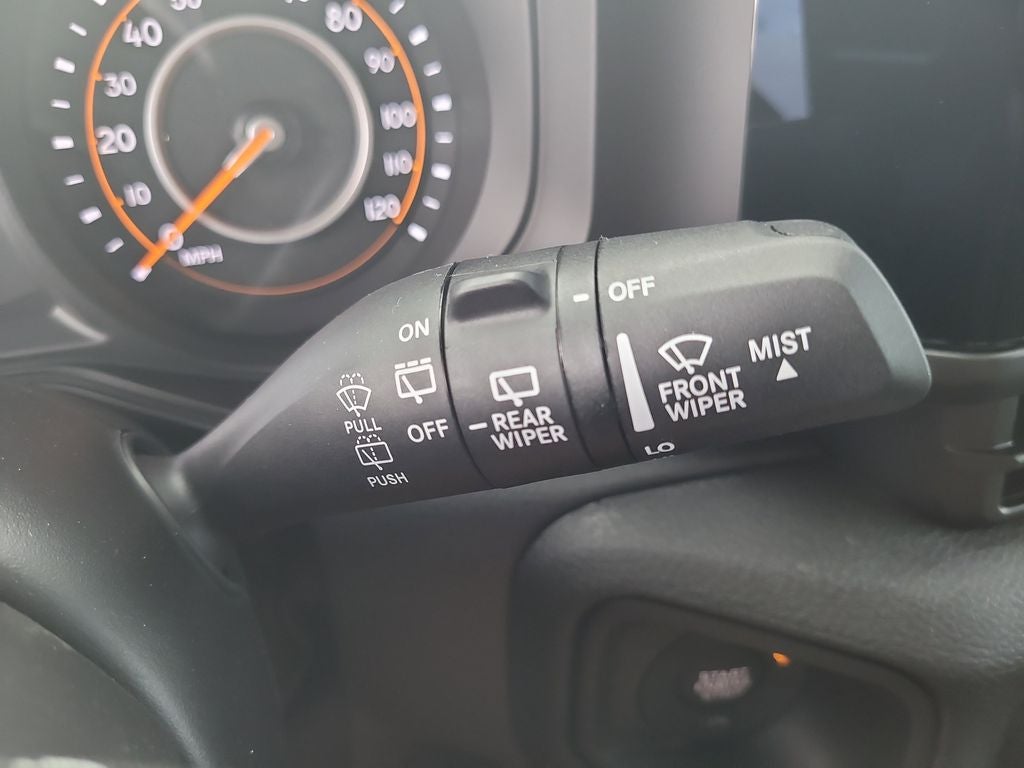 40
80
30
90
20
100
10
110
0
120
MPH
OFF
ON
MIST
FRONT
WIPER
PULL
OFF
REAR
WIPER
LO
PUSH